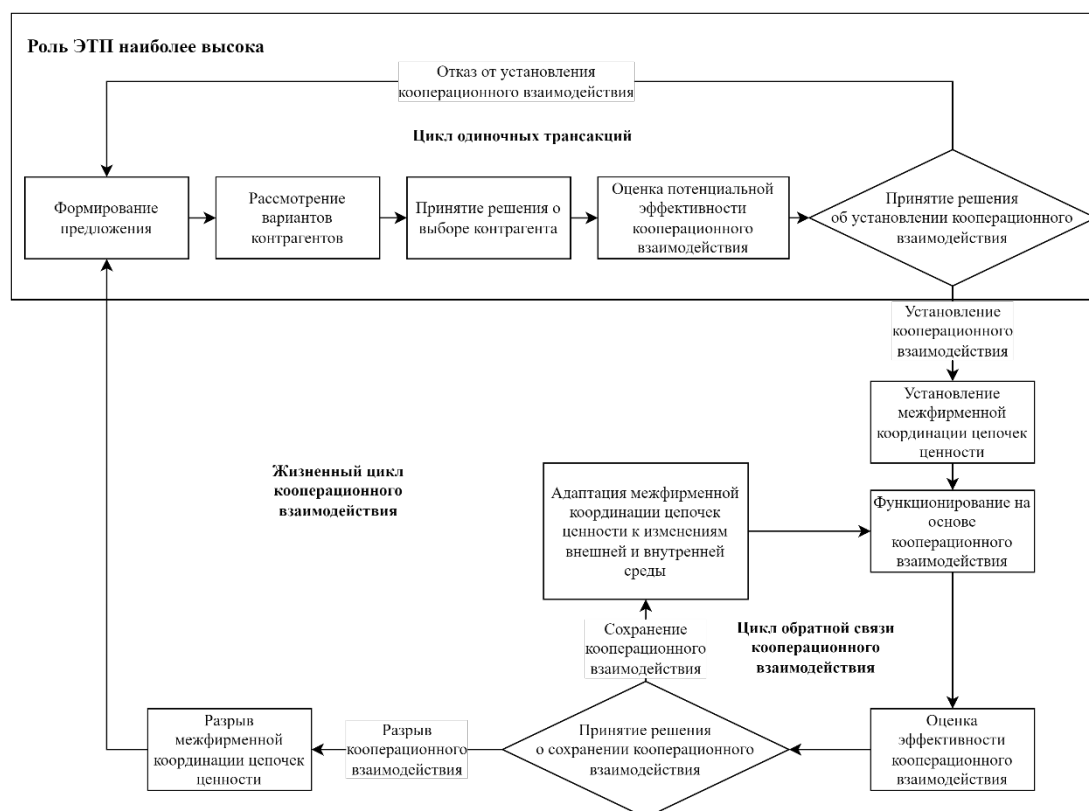 Роль ЭТП наиболее высока
Отказ от установления
кооперационного взаимодействия
Цикл одиночных трансакций
Формирование
предложения
Рассмотрение
вариантов
контрагентов
Принятие решения о
выборе контрагента
Оценка потенциальной
эффективности
кооперационного
взаимодействия
Принятие решения
об установлении кооперационного
взаимодействия
Установление
кооперационного
взаимодействия
Установление
межфирменной
координации цепочек
ценности
Жизненный цикл
кооперационного
взаимодействия
Адаптация межфирменной
координации цепочек
ценности к изменениям
внешней и внутренней
среды
Функционирование на
основе
кооперационного
взаимодействия
Сохранение
кооперационного
взаимодействия
Цикл обратной связи
кооперационного
взаимодействия
Разрыв
межфирменной
координации цепочек
ценности
Разрыв
кооперационного
взаимодействия
Принятие решения
о сохранении кооперационного
взаимодействия
Оценка
эффективности
кооперационного
взаимодействия